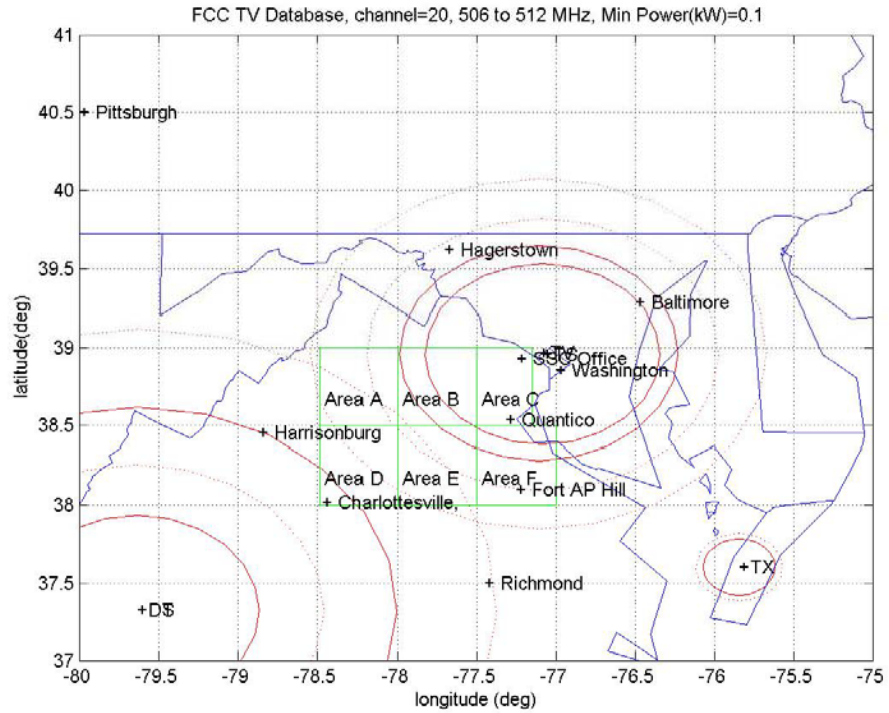 FCC TV Database, channel=20, 506 to 512 MHz, Min Power(kW)=0.1
41
Pittsburgh
40.5
40
Hagerstown
39.5
Baltimore
39
SSC Office
Washington
Area A
Area B
Area C
Quantico
38.5
Harrisonburg
Area D
Area E
Area F
Fort AP Hill
38
Charlottesville,
TX
Richmond
37.5
37
-80
-79.5
-79
-78.5
-78
-77.5
-77
-76.5
-76
-75.5
-75
latitude(deg)
longitude (deg)